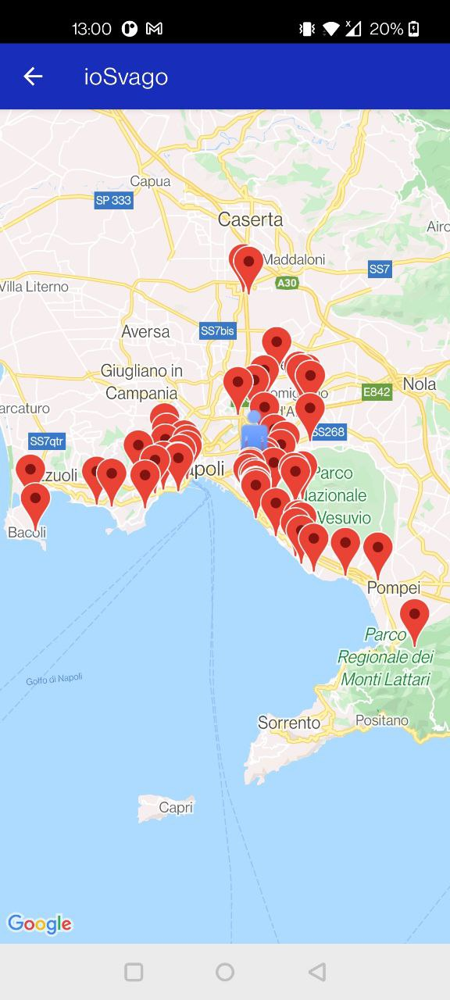 13:00
20%
ioSvago
Capua
SP 333
Caserta
Airo
Maddaloni
SS7
A30
Villa Literno
Aversa
SS7bis
Giugliano in
Campania
Nola
E842
arcaturo
omig
o
d'A
SS268
SS7qtr
zzuoli
apoli
Parco
Nazionale
Vesuvio
Bacoli
Pompei
Parco
Regionale dei
Monti Lattari
Golfo di Napoli
Sorrento
Positano
Capri
Google